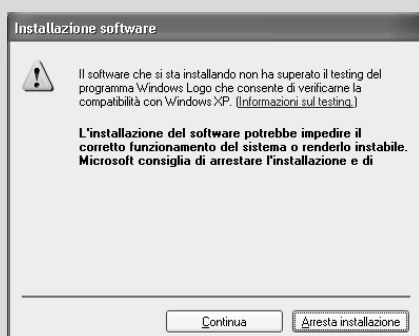 Installazione software
Il software che si sta installando non ha superato il testing del
programma Windows Logo che consente di verificarne la
compatibilità con Windows XP. (Informazioni sul testing.)
L'installazione del software potrebbe impedire il
corretto funzionamento del sistema o renderlo instabile.
Microsoft consiglia di arrestare l'installazione e di
Continua
Arresta installazione